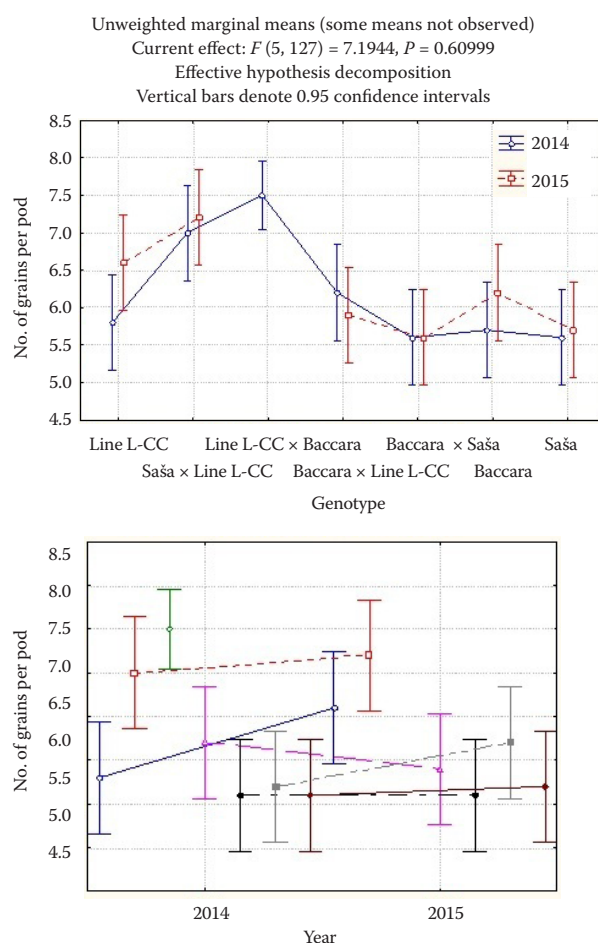 Unweighted marginal means (some means not observed)
Current effect: F (5, 127) = 7.1944, P = 0.60999
Effective hypothesis decomposition
Vertical bars denote 0.95 confidence intervals
8.5
8.0
7.5
7.0
6.5
6.0
5.5
5.0
4.5
No. of grains per pod
2014
2015
Line L-CC
Line L-CC × Baccara
Baccara × Saša
Saša
Saša × Line L-CC
Baccara × Line L-CC
Baccara
Genotype
8.5
8.0
7.5
7.0
6.5
6.0
5.5
5.0
4.5
No. of grains per pod
2014
2015
Year